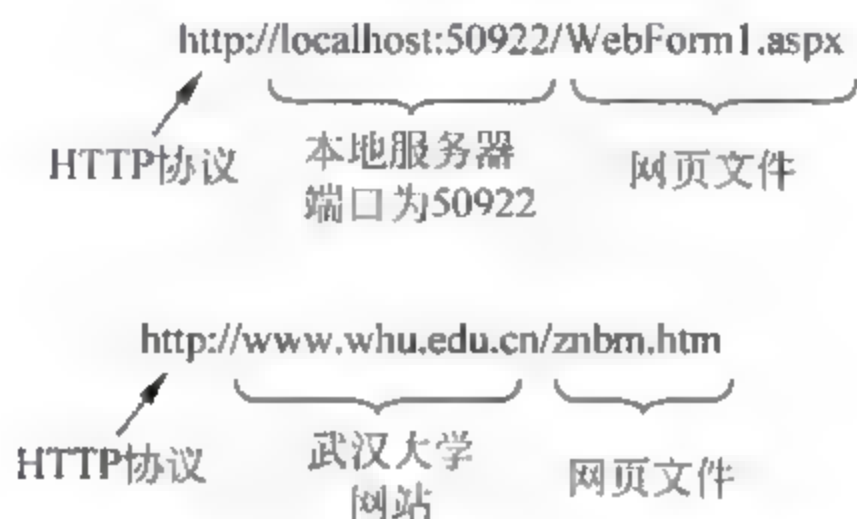 http://localhost:50922/WebForm1.aspx
HTTP协议
本地服务器
端口为50922
网页文件
http://www.whu.edu.cn/znbm.htm
HTTP协议
武汉大学
网站
网页文件